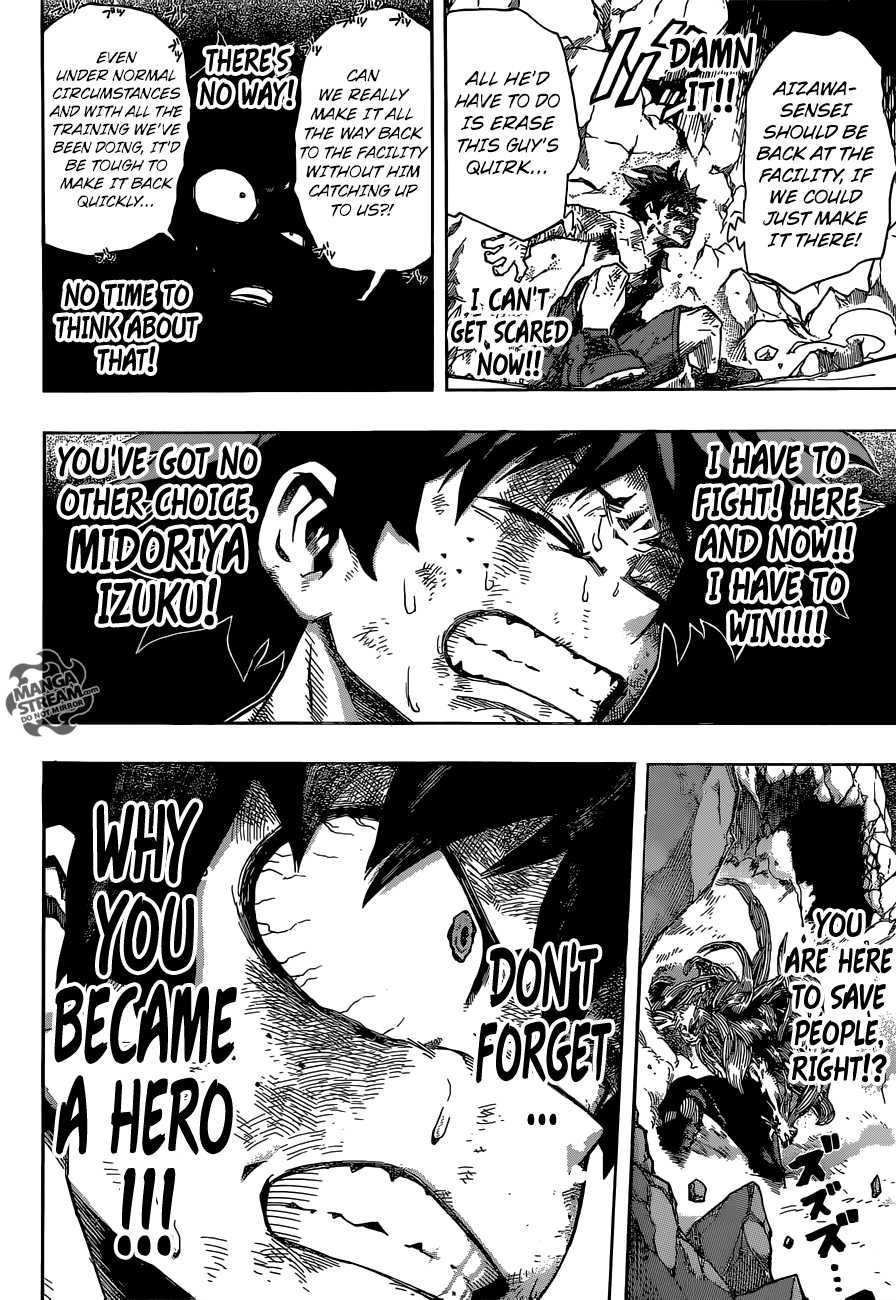 DAMN
IT!!
AIZAWA-
SENSEI
SHOULD BE
BACK AT THE
FACILITY, IF
WE COULD
JUST MAKE
IT THERE!
ALL HE'D
HAVE TO DO
IS ERASE
THIS GUY'S
QUIRK...
I CAN'T
GET SCARED
NOW!!
THERE'S
NO WAY!
CAN
WE REALLY
MAKE IT ALL
THE WAY BACK
TO THE FACILITY
WITHOUT HIM
CATCHING UP
TO US?!
EVEN
UNDER NORMAL
CIRCUMSTANCES
AND WITH ALL THE
TRAINING WE'VE
BEEN DOING, IT'D
BE TOUGH TO
MAKE IT BACK
QUICKLY...
NO TIME TO
THINK ABOUT
THAT!
I HAVE TO
FIGHT! HERE
AND NOW!!
I HAVE TO
WIN!!!!
YOU'VE GOT NO
OTHER CHOICE,
MIDORIYA
IZUKU!
MANGA
STREAM.com
DO NOT MIRROR
YOU
ARE HERE
TO SAVE
PEOPLE,
RIGHT!?
ズズズ...
DON'T
FORGET
...
WHY
YOU
BECAME
A HERO
!!!